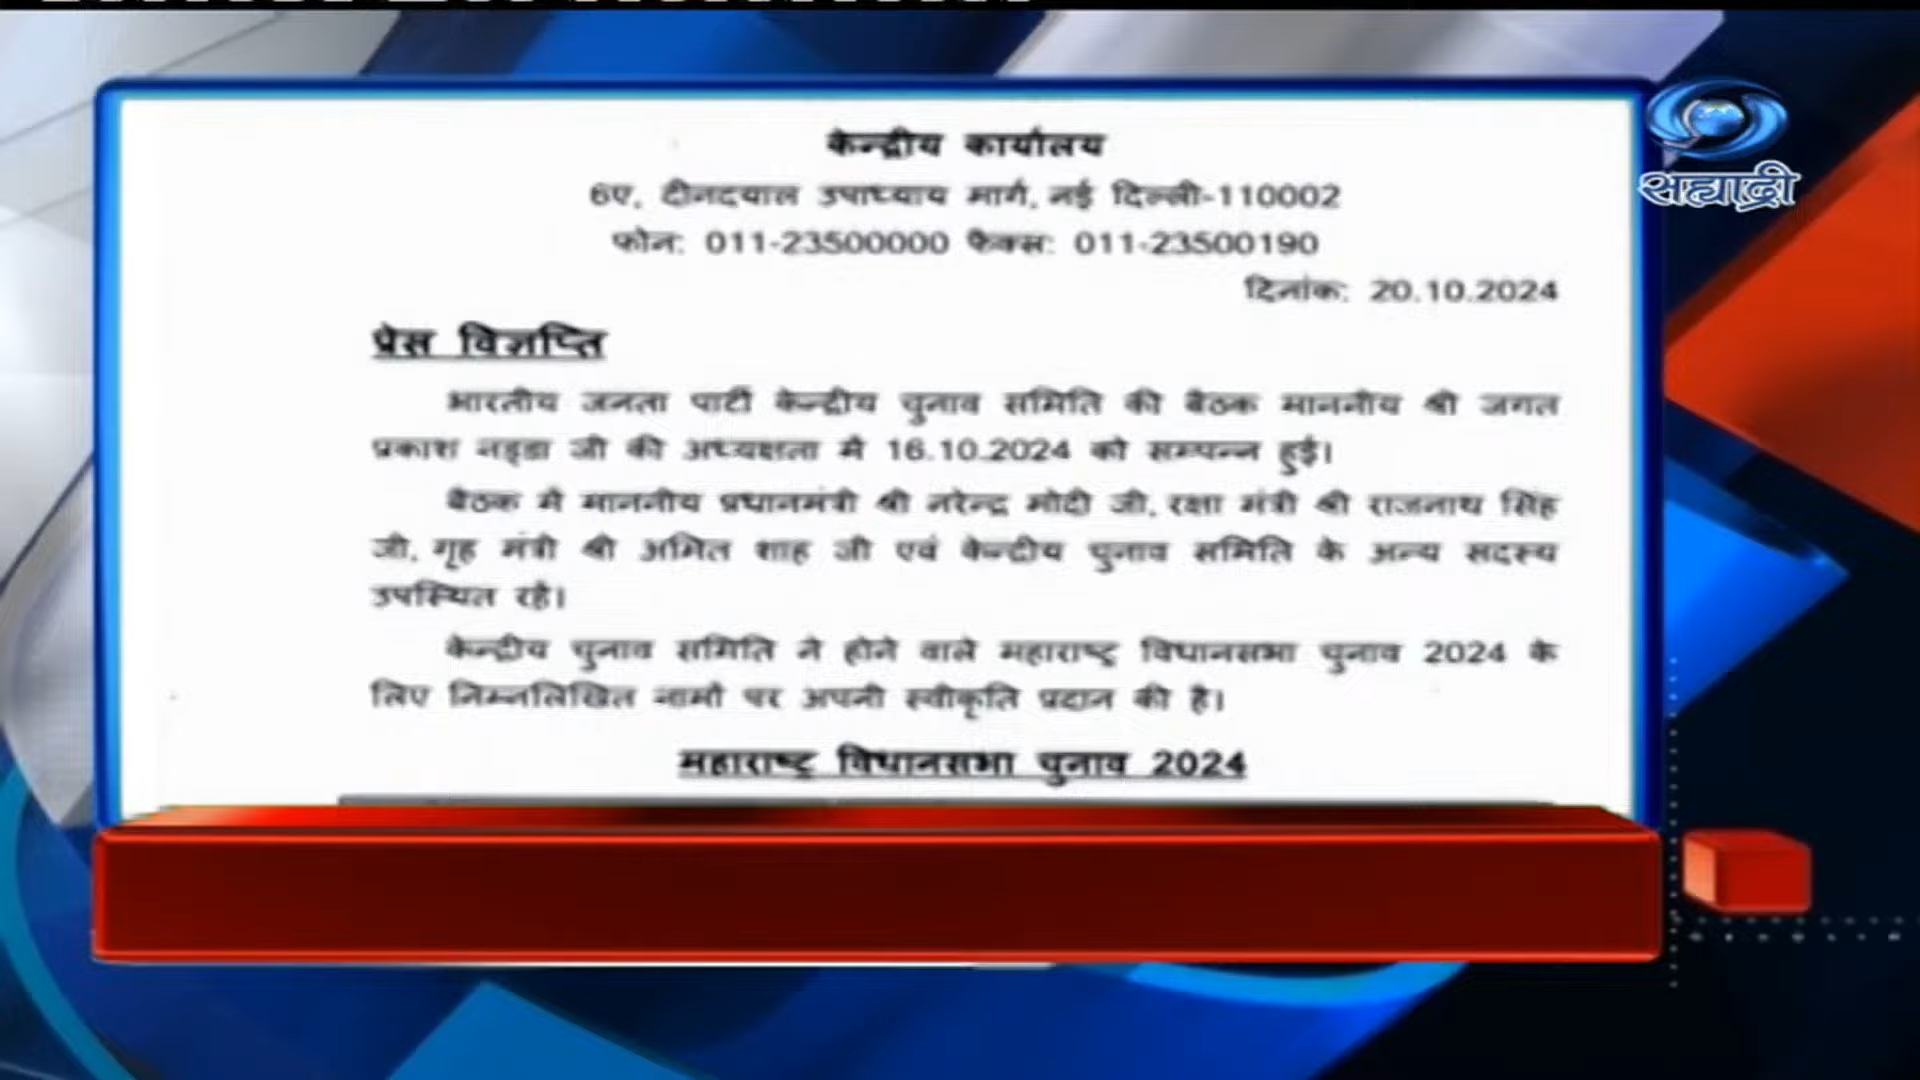 केन्द्रीय कार्यालय
6ए, दीनदयाल उपाध्याय मार्ग, नई दिल्ली-110002
फोन: 011-23500000 फैक्स: 011-23500190
दिनांक: 20.10.2024
सह्याद्री
प्रेस विज्ञप्ति
भारतीय जनता पार्टी केन्द्रीय चुनाव समिति की बैठक माननीय श्री जगत
प्रकाश नड्डा जी की अध्यक्षता में 16.10.2024 को सम्पन्न हुई।
बैठक में माननीय प्रधानमंत्री श्री नरेन्द्र मोदी जी, रक्षा मंत्री श्री राजनाथ सिंह
जी, गृह मंत्री श्री अमित शाह जी एवं केन्द्रीय चुनाव समिति के अन्य सदस्य
उपस्थित रहे।
केन्द्रीय चुनाव समिति ने होने वाले महाराष्ट्र विधानसभा चुनाव 2024 के
लिए निम्नलिखित नामों पर अपनी स्वीकृति प्रदान की है।
महाराष्ट्र विधानसभा चुनाव 2024